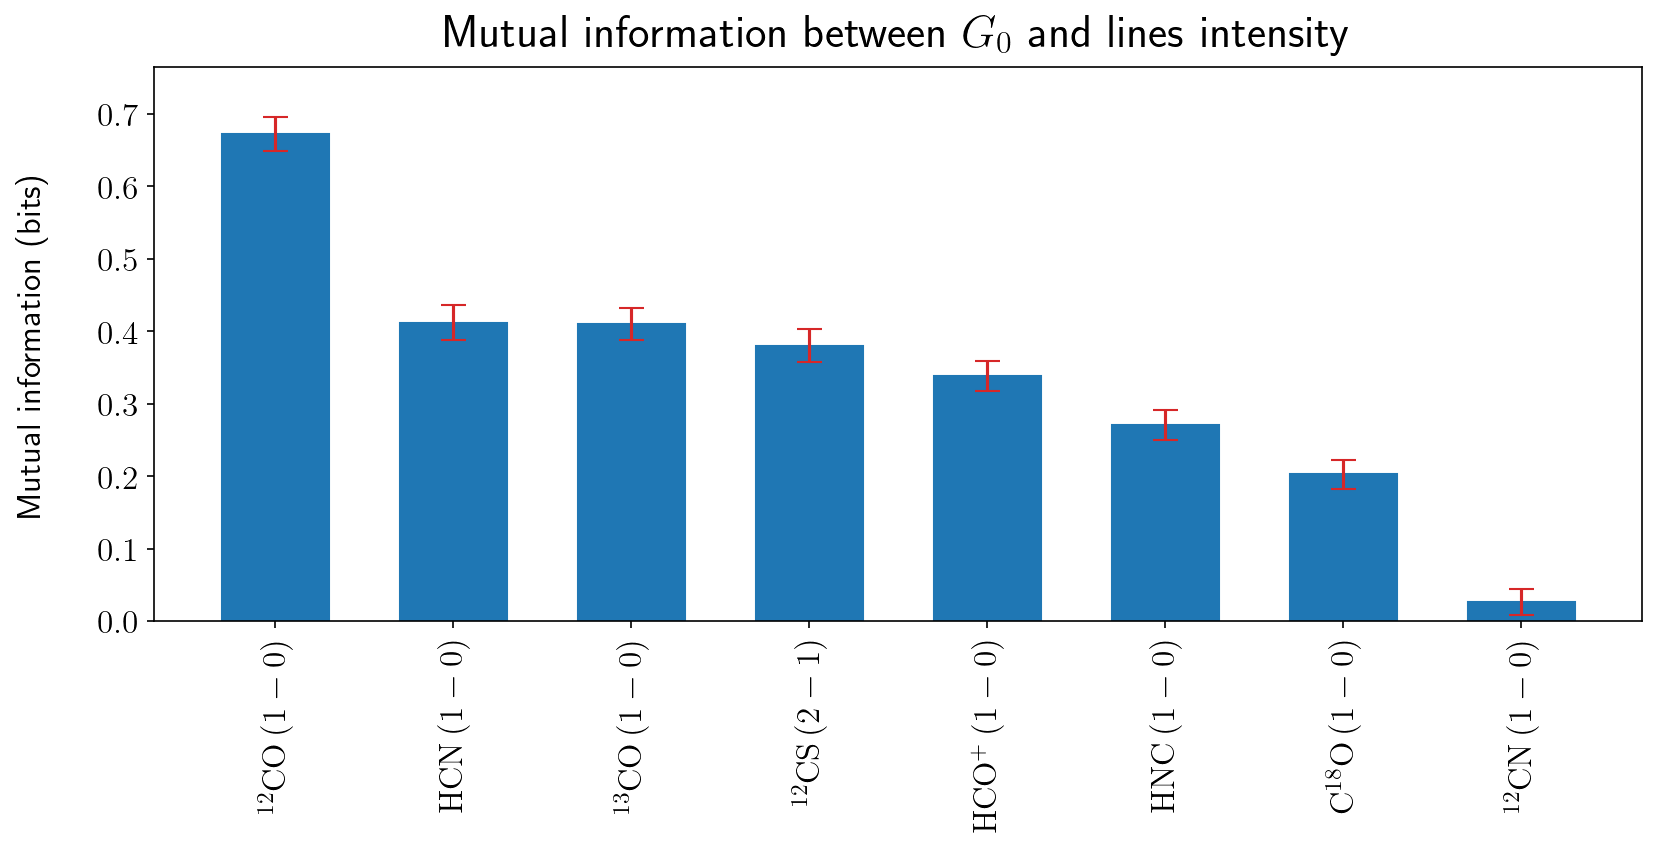 Mutual information between G₀ and lines intensity
Mutual information (bits)
0.7
0.6
0.5
0.4
0.3
0.2
0.1
0.0
¹²CO (1 − 0)
HCN (1 − 0)
¹³CO (1 − 0)
¹²CS (2 − 1)
HCO⁺ (1 − 0)
HNC (1 − 0)
C¹⁸O (1 − 0)
¹²CN (1 − 0)